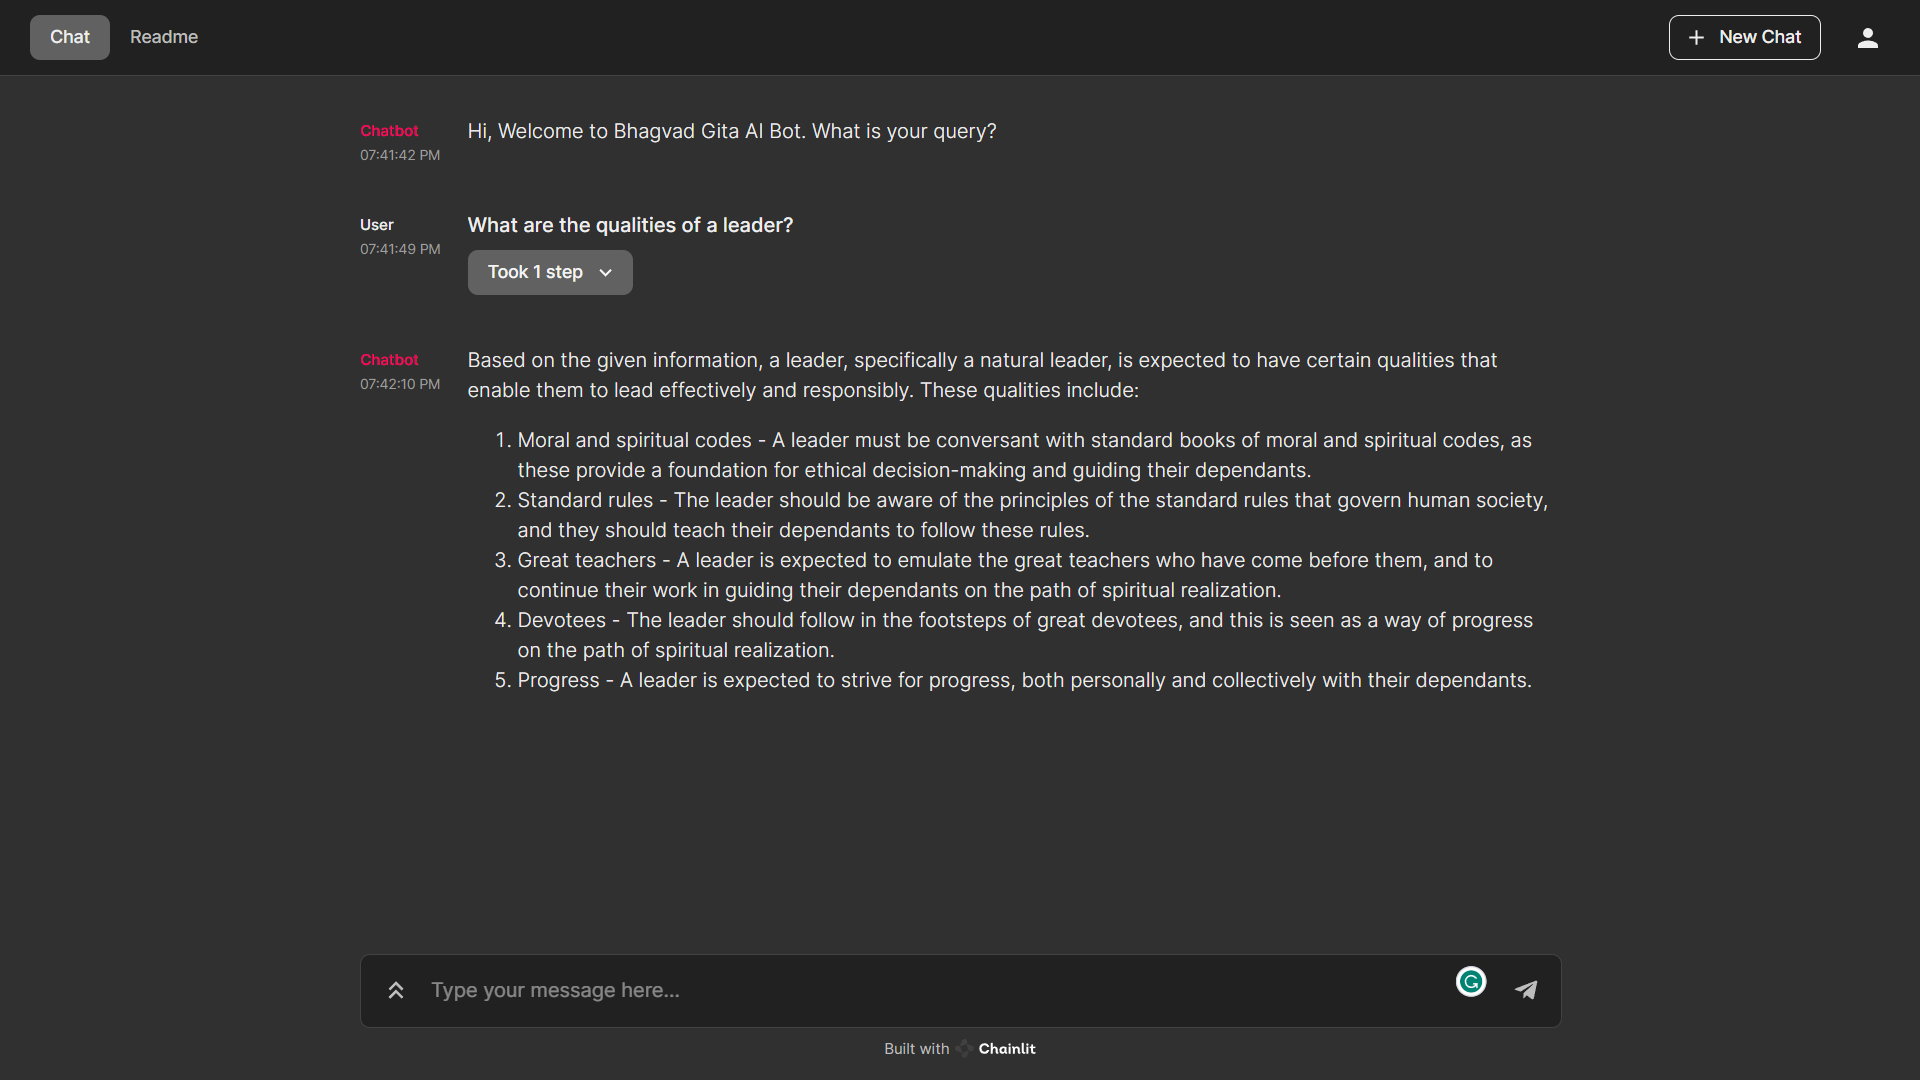 Chat Readme + New Chat
Chatbot Hi, Welcome to Bhagvad Gita AI Bot. What is your query?
07:41:42 PM
User What are the qualities of a leader?
07:41:49 PM
Took 1 step
Chatbot Based on the given information, a leader, specifically a natural leader, is expected to have certain qualities that
07:42:10 PM enable them to lead effectively and responsibly. These qualities include:
1. Moral and spiritual codes - A leader must be conversant with standard books of moral and spiritual codes, as
these provide a foundation for ethical decision-making and guiding their dependants.
2. Standard rules - The leader should be aware of the principles of the standard rules that govern human society,
and they should teach their dependants to follow these rules.
3. Great teachers - A leader is expected to emulate the great teachers who have come before them, and to
continue their work in guiding their dependants on the path of spiritual realization.
4. Devotees - The leader should follow in the footsteps of great devotees, and this is seen as a way of progress
on the path of spiritual realization.
5. Progress - A leader is expected to strive for progress, both personally and collectively with their dependants.
Type your message here...
Built with Chainlit